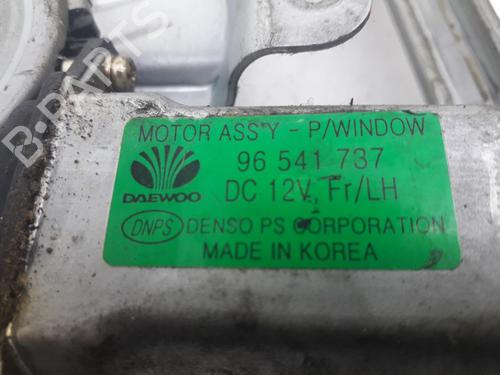 MOTOR ASS'Y - P/WINDOW
96 541 737
DAEWOO
DC 12V, Fr/LH
DNPS DENSO PS CORPORATION
MADE IN KOREA
B-PARTS